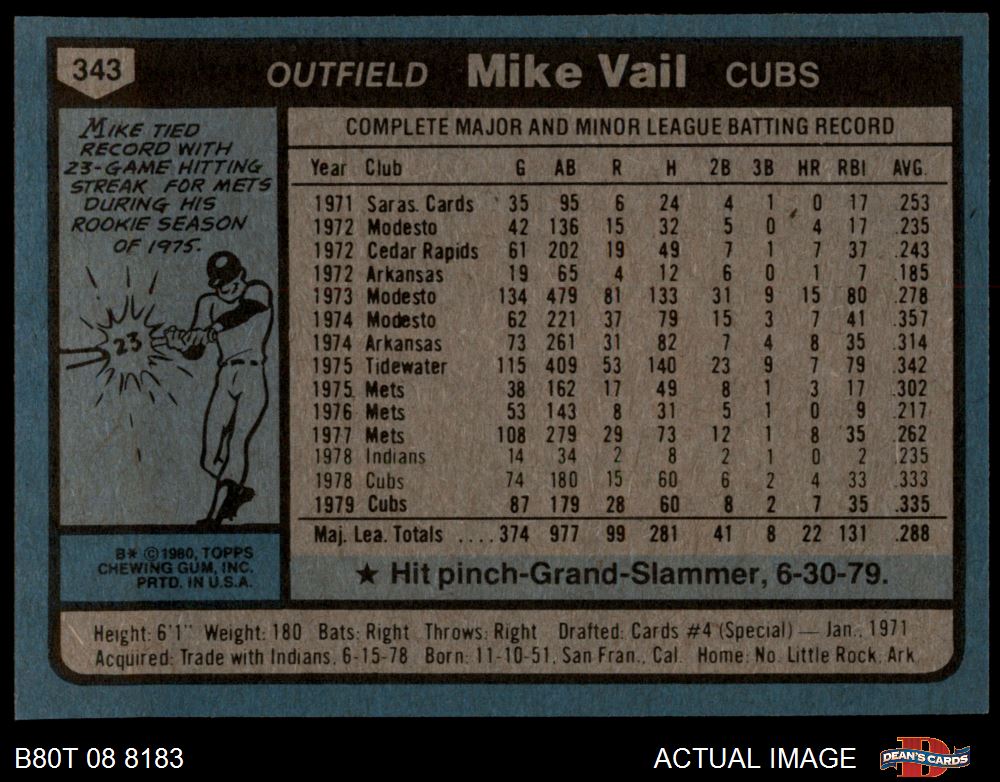 343 OUTFIELD Mike Vail CUBS
MIKE TIED
RECORD WITH
23-GAME HITTING
STREAK FOR METS
DURING HIS
ROOKIE SEASON
OF 1975.
23
B* ©1980, TOPPS
CHEWING GUM, INC.
PRTD. IN U.S.A.
COMPLETE MAJOR AND MINOR LEAGUE BATTING RECORD
Year Club G AB R H 2B 3B HR RBI AVG.
1971 Saras. Cards 35 95 6 24 4 1 0 17 .253
1972 Modesto 42 136 15 32 5 0 4 17 .235
1972 Cedar Rapids 61 202 19 49 7 1 7 37 .243
1972 Arkansas 19 65 4 12 6 0 1 7 .185
1973 Modesto 134 479 81 133 31 9 15 80 .278
1974 Modesto 62 221 37 79 15 3 7 41 .357
1974 Arkansas 73 261 31 82 7 4 8 35 .314
1975 Tidewater 115 409 53 140 23 9 7 79 .342
1975 Mets 38 162 17 49 8 1 3 17 .302
1976 Mets 53 143 8 31 5 1 0 9 .217
1977 Mets 108 279 29 73 12 1 8 35 .262
1978 Indians 14 34 2 8 2 1 0 2 .235
1978 Cubs 74 180 15 60 6 2 4 33 .333
1979 Cubs 87 179 28 60 8 2 7 35 .335
Maj. Lea. Totals .... 374 977 99 281 41 8 22 131 .288
★ Hit pinch-Grand-Slammer, 6-30-79.
Height: 6'1" Weight: 180 Bats: Right Throws: Right Drafted: Cards #4 (Special) — Jan., 1971
Acquired: Trade with Indians, 6-15-78 Born: 11-10-51, San Fran., Cal. Home: No. Little Rock, Ark.
B80T 08 8183 ACTUAL IMAGE DEAN'S CARDS